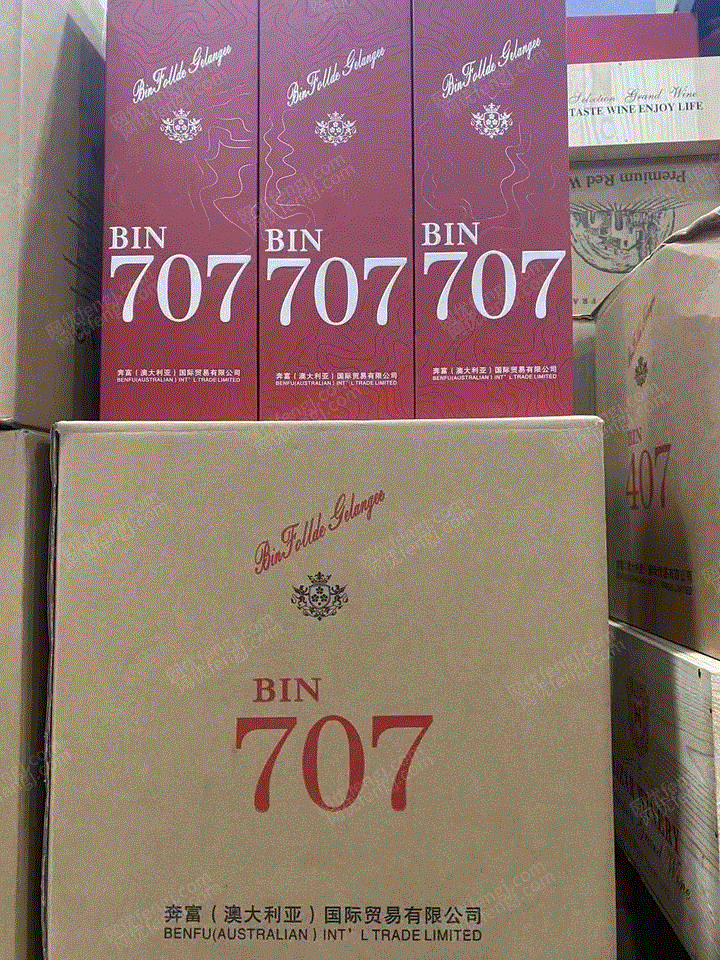 BinFollde Gelangee
BIN
707
奔富（澳大利亚）国际贸易有限公司
BENFU(AUSTRALIAN) INT'L TRADE LIMITED
BinFollde Gelangee
BIN
707
奔富（澳大利亚）国际贸易有限公司
BENFU(AUSTRALIAN) INT'L TRADE LIMITED
BinFollde Gelangee
BIN
707
奔富（澳大利亚）国际贸易有限公司
BENFU(AUSTRALIAN) INT'L TRADE LIMITED
Selection Grand Wine
TASTE WINE ENJOY LIFE
Premium Red W
BIN
407
BinFollde Gelangee
BIN
707
奔富（澳大利亚）国际贸易有限公司
BENFU(AUSTRALIAN) INT'L TRADE LIMITED